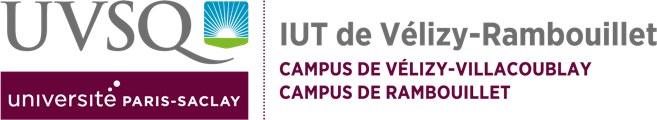 UVSQ
université PARIS-SACLAY
IUT de Vélizy-Rambouillet
CAMPUS DE VÉLIZY-VILLACOUBLAY
CAMPUS DE RAMBOUILLET